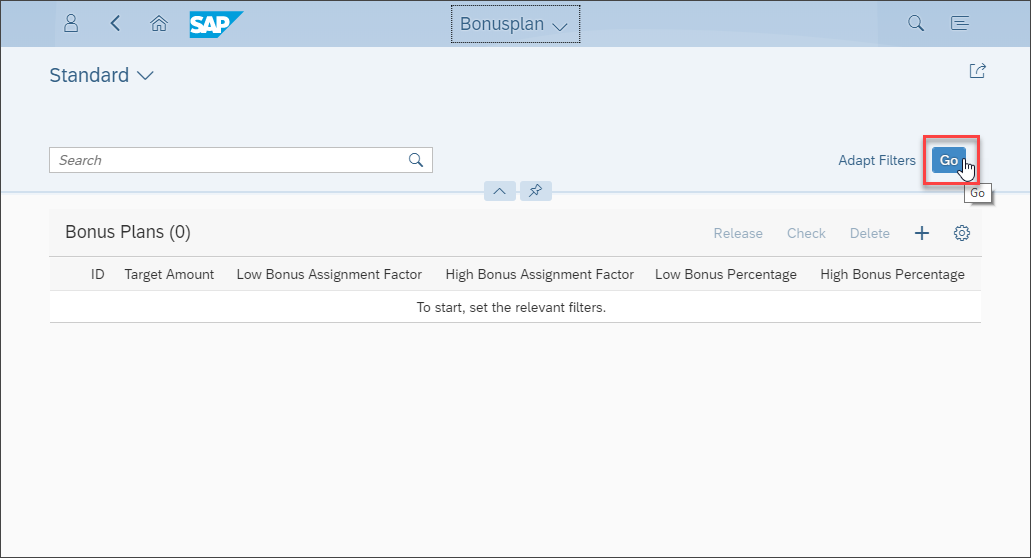 SAP Bonusplan
Standard
Search Adapt Filters Go
Go
Bonus Plans (0) Release Check Delete
ID Target Amount Low Bonus Assignment Factor High Bonus Assignment Factor Low Bonus Percentage High Bonus Percentage
To start, set the relevant filters.